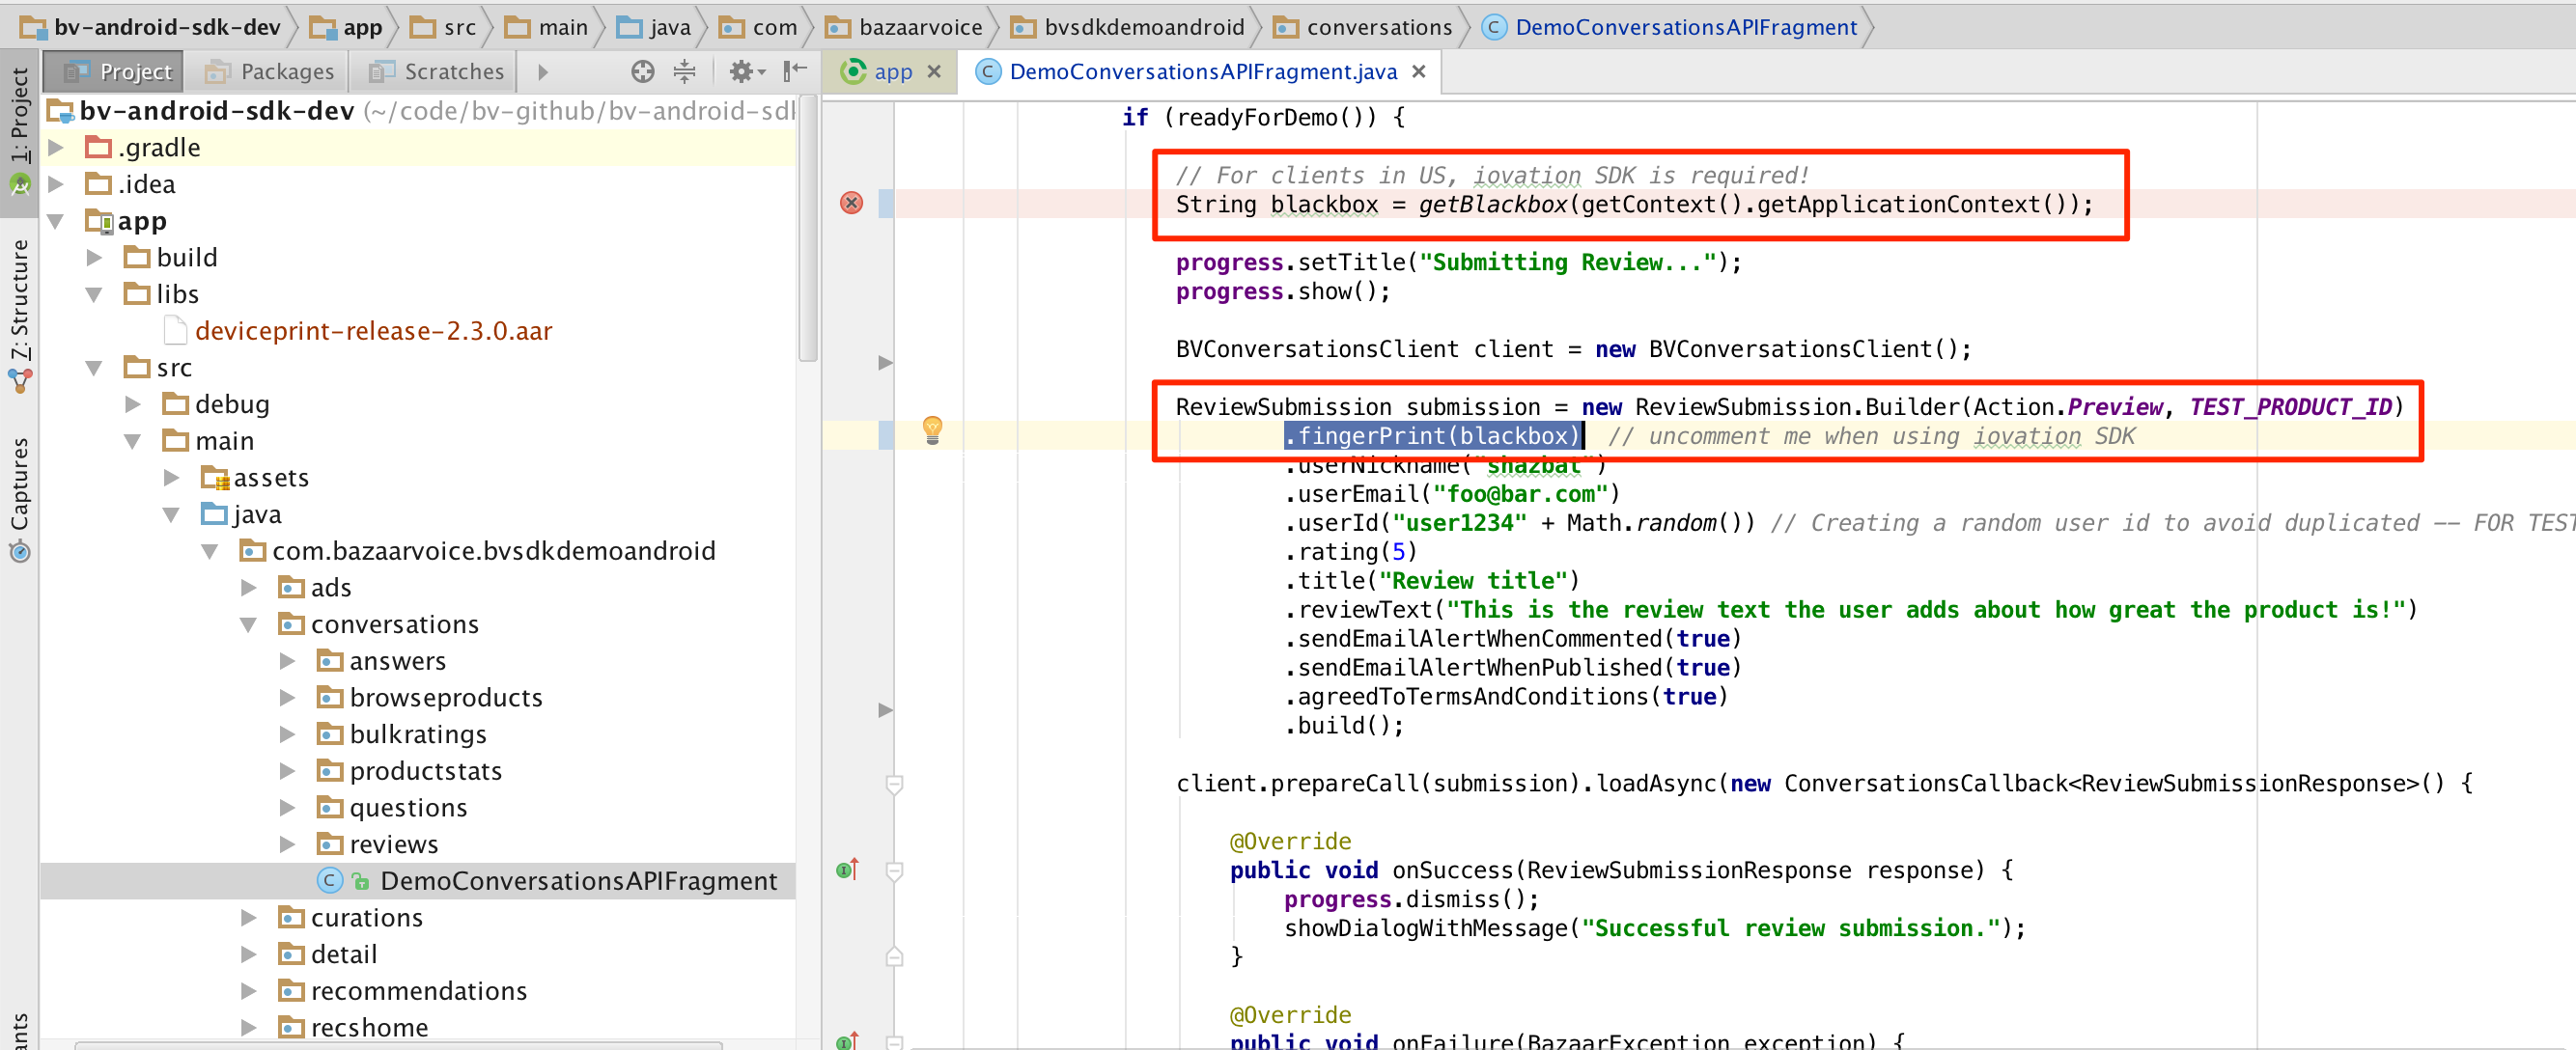 bv-android-sdk-dev app src main java com bazaarvoice bvsdkdemoandroid conversations DemoConversationsAPIFragment
Project Packages Scratches
app DemoConversationsAPIFragment.java
1: Project
7: Structure
Captures
bv-android-sdk-dev (~/code/bv-github/bv-android-sdk
.gradle
.idea
app
build
libs
deviceprint-release-2.3.0.aar
src
debug
main
assets
java
com.bazaarvoice.bvsdkdemoandroid
ads
conversations
answers
browseproducts
bulkratings
productstats
questions
reviews
DemoConversationsAPIFragment
curations
detail
recommendations
recshome
if (readyForDemo()) {
// For clients in US, iovation SDK is required!
String blackbox = getBlackbox(getContext().getApplicationContext());
progress.setTitle("Submitting Review...");
progress.show();
BVConversationsClient client = new BVConversationsClient();
ReviewSubmission submission = new ReviewSubmission.Builder(Action.Preview, TEST_PRODUCT_ID)
.fingerPrint(blackbox) // uncomment me when using iovation SDK
.userNickname("shazbat")
.userEmail("foo@bar.com")
.userId("user1234" + Math.random()) // Creating a random user id to avoid duplicated -- FOR TEST
.rating(5)
.title("Review title")
.reviewText("This is the review text the user adds about how great the product is!")
.sendEmailAlertWhenCommented(true)
.sendEmailAlertWhenPublished(true)
.agreedToTermsAndConditions(true)
.build();
client.prepareCall(submission).loadAsync(new ConversationsCallback<ReviewSubmissionResponse>() {
@Override
public void onSuccess(ReviewSubmissionResponse response) {
progress.dismiss();
showDialogWithMessage("Successful review submission.");
}
@Override
public void onFailure(BazaarException exception) {